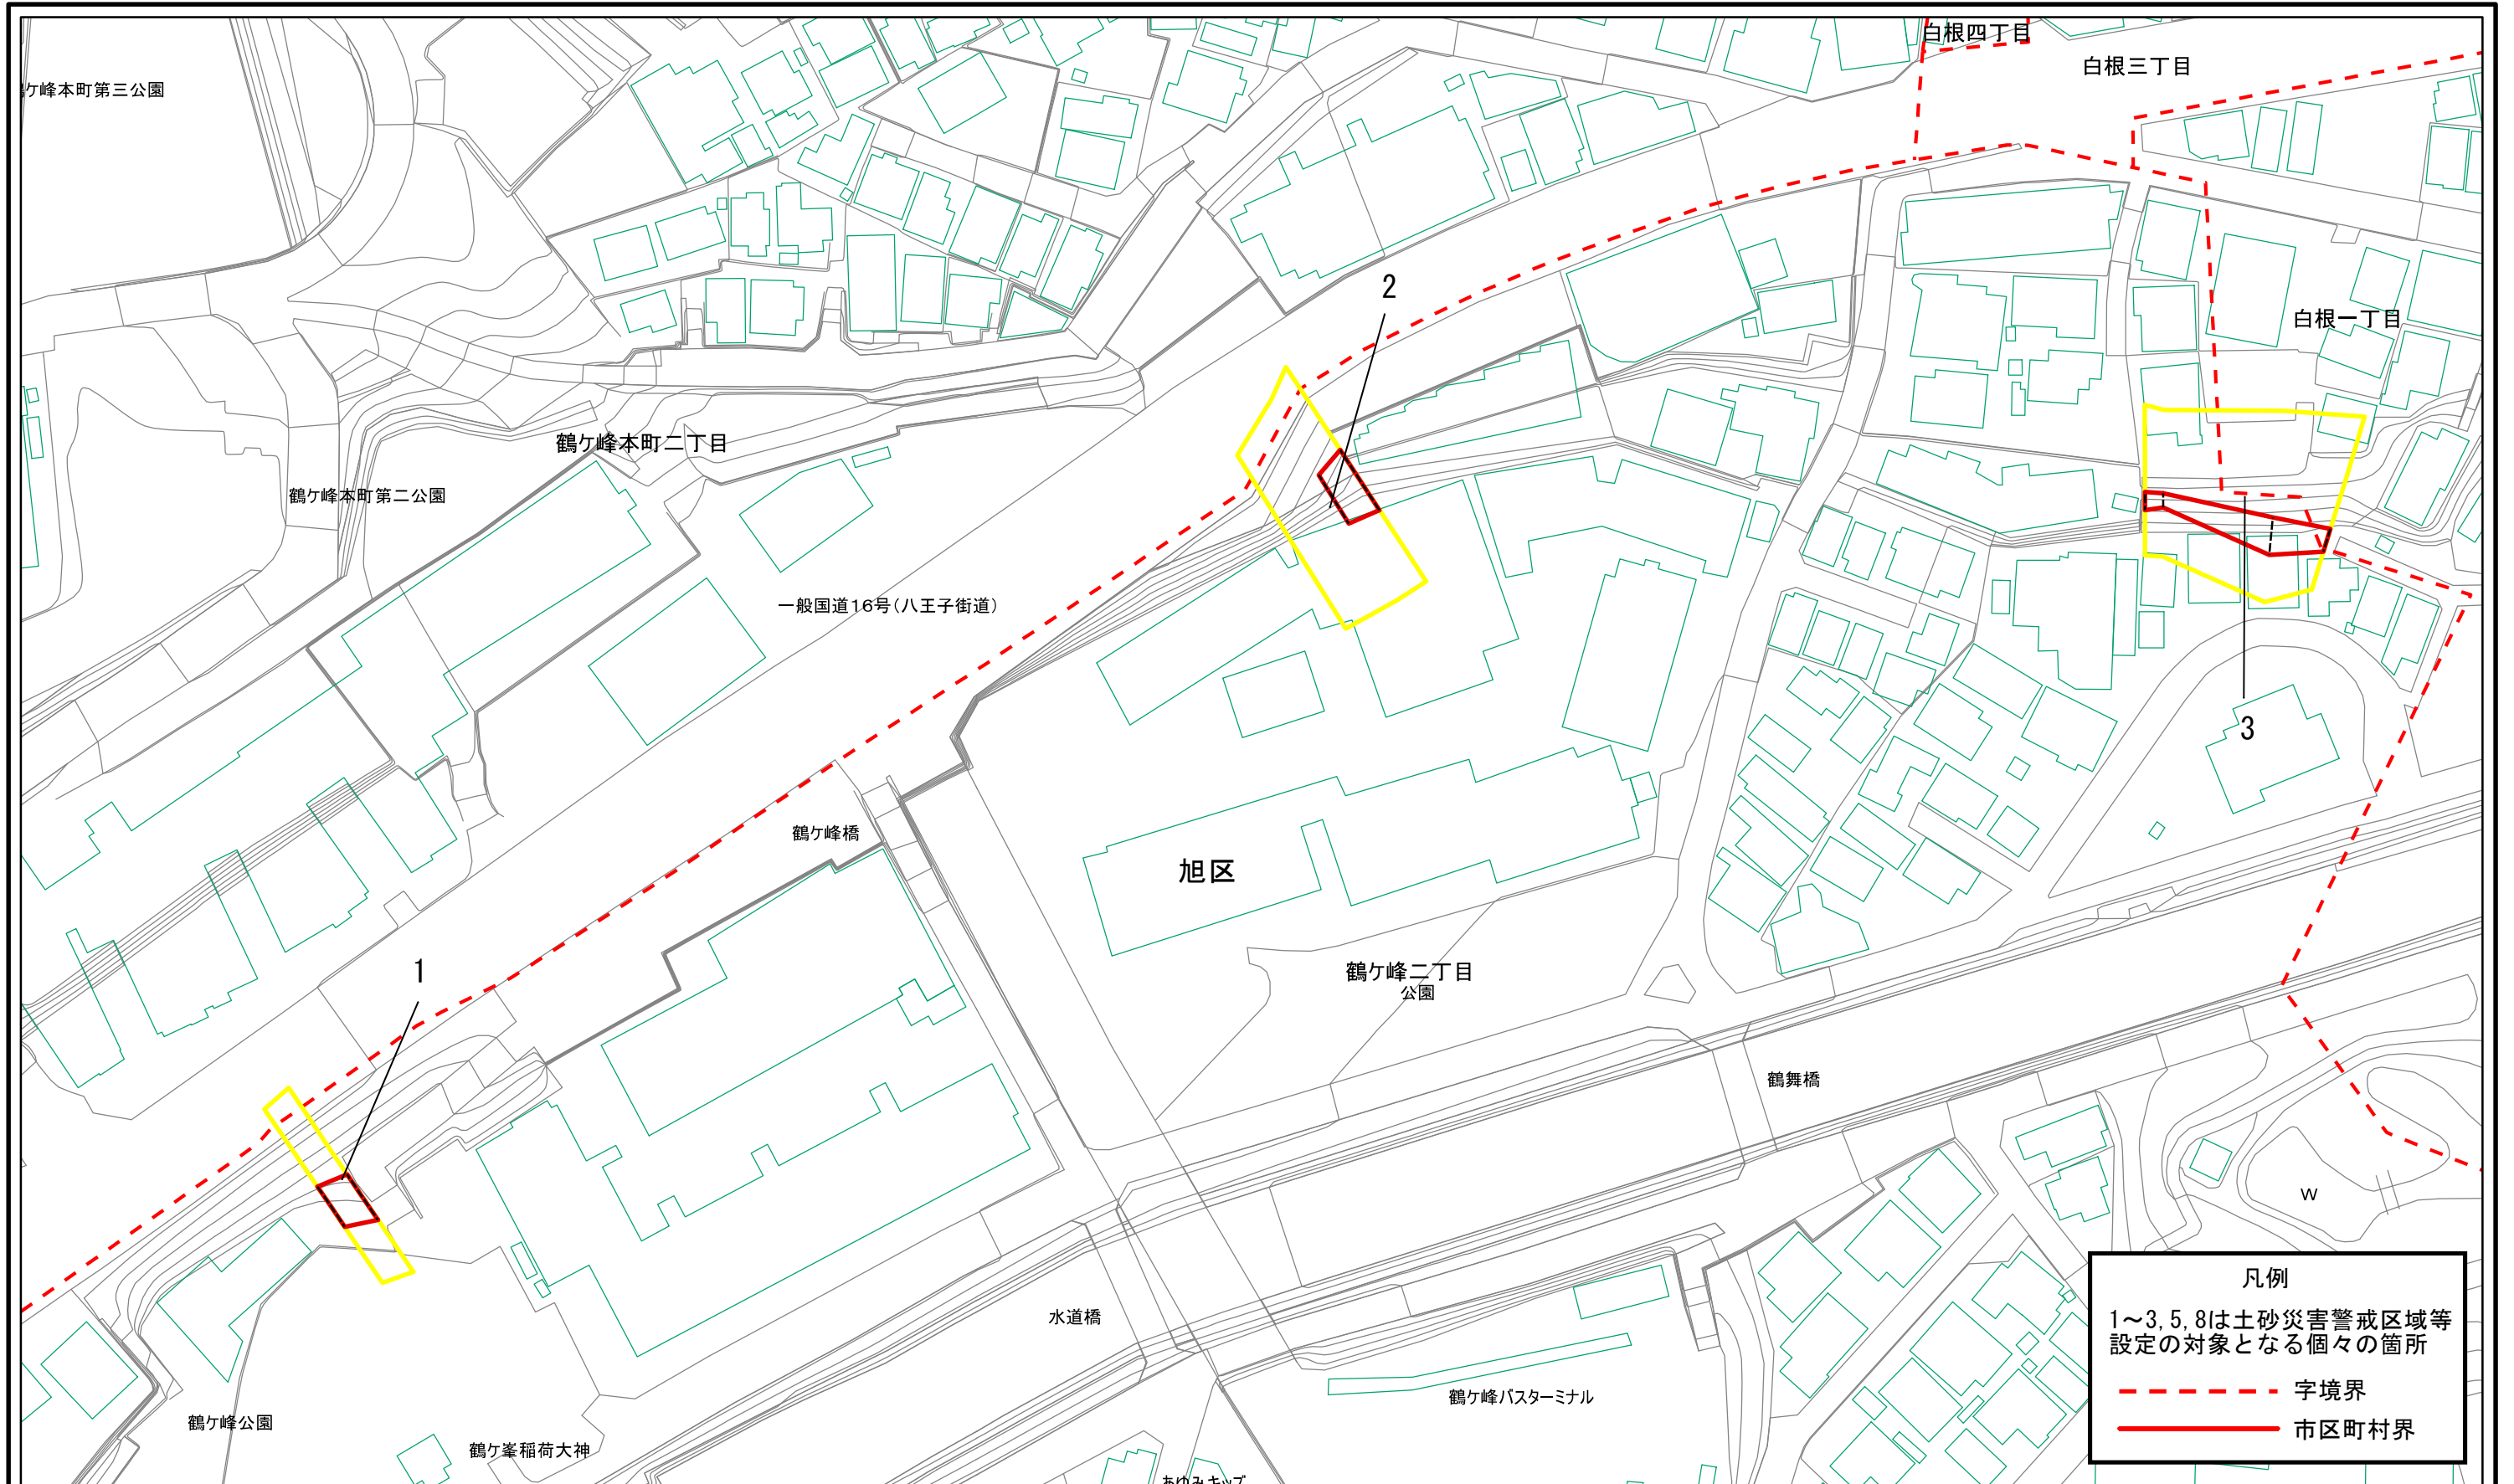 白根四丁目
白根三丁目
ケ峰本町第三公園
2
白根一丁目
鶴ケ峰本町二丁目
鶴ケ峰本町第二公園
一般国道16号(八王子街道)
3
鶴ケ峰橋
旭区
1
鶴ケ峰二丁目
公園
鶴舞橋
W
水道橋
鶴ケ峰バスターミナル
鶴ケ峰公園
鶴ケ峯稲荷大神
あゆみキッズ
凡例
1～3,5,8は土砂災害警戒区域等
設定の対象となる個々の箇所
字境界
市区町村界